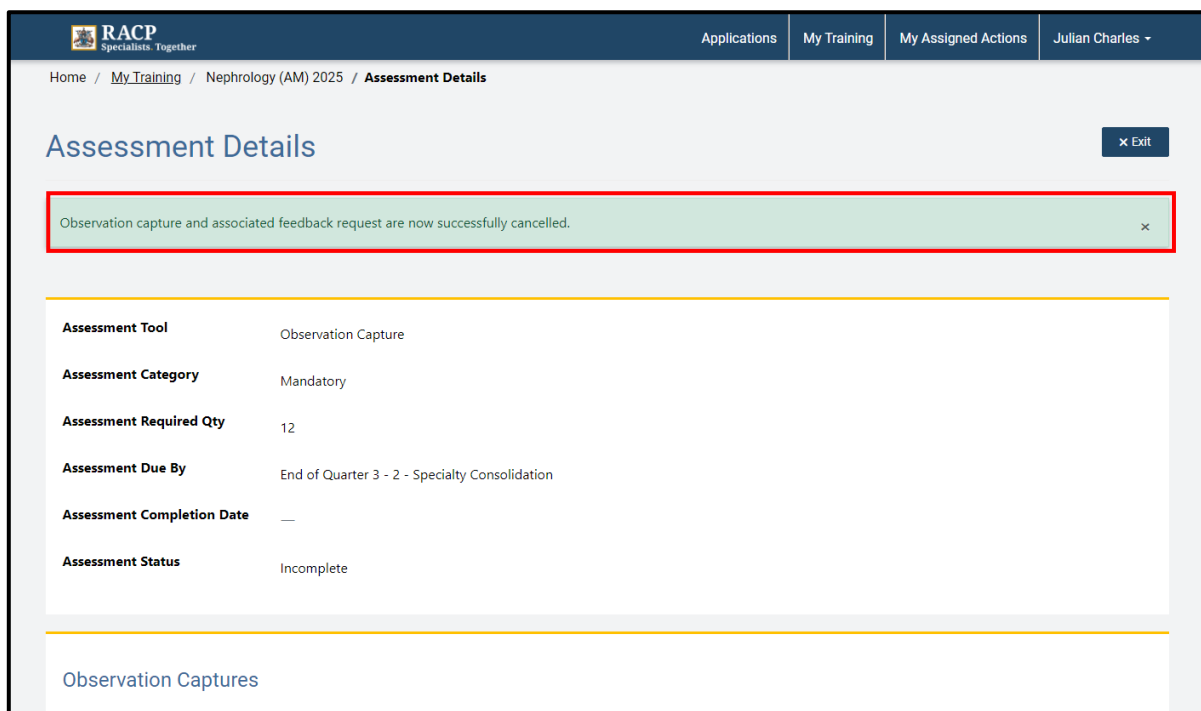 RACP
Specialists. Together
Applications
My Training
My Assigned Actions
Julian Charles
Home / My Training / Nephrology (AM) 2025 / Assessment Details
Assessment Details
× Exit
Observation capture and associated feedback request are now successfully cancelled. ×
Assessment Tool Observation Capture
Assessment Category Mandatory
Assessment Required Qty 12
Assessment Due By End of Quarter 3 - 2 - Specialty Consolidation
Assessment Completion Date —
Assessment Status Incomplete
Observation Captures